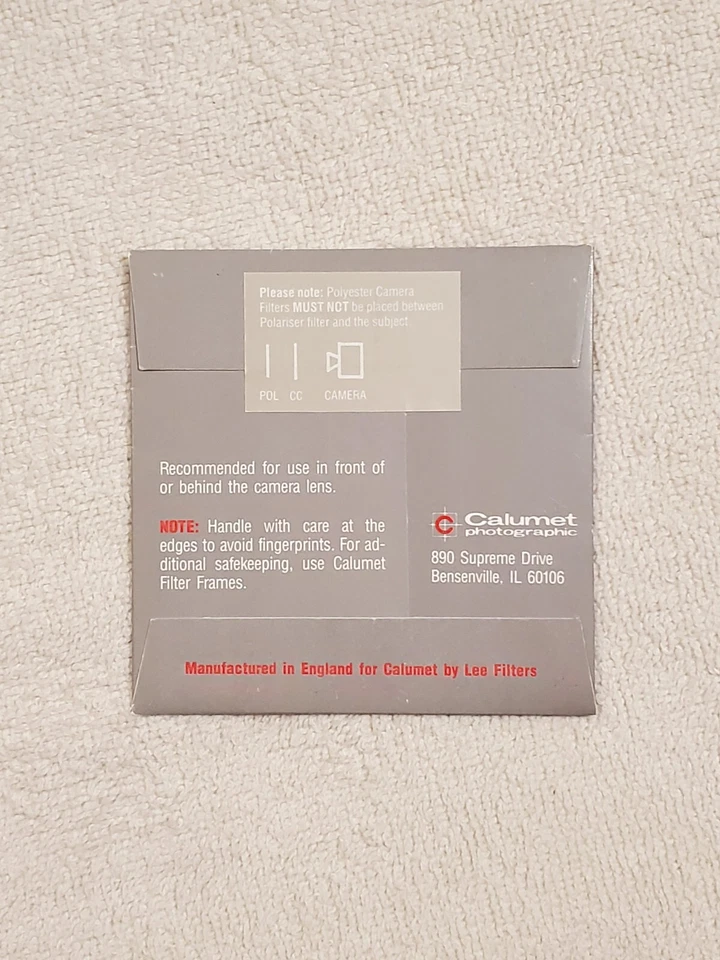 Please note: Polyester Camera
Filters MUST NOT be placed between
Polariser filter and the subject
POL CC CAMERA
Recommended for use in front of
or behind the camera lens.
NOTE: Handle with care at the
edges to avoid fingerprints. For ad-
ditional safekeeping, use Calumet
Filter Frames.
C Calumet
photographic
890 Supreme Drive
Bensenville, IL 60106
Manufactured in England for Calumet by Lee Filters